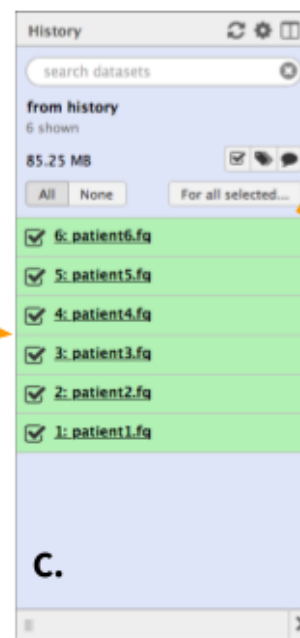 History
search datasets
from history
6 shown
85.25 MB
All None For all selected...
6: patient6.fq
5: patient5.fq
4: patient4.fq
3: patient3.fq
2: patient2.fq
1: patient1.fq
C.